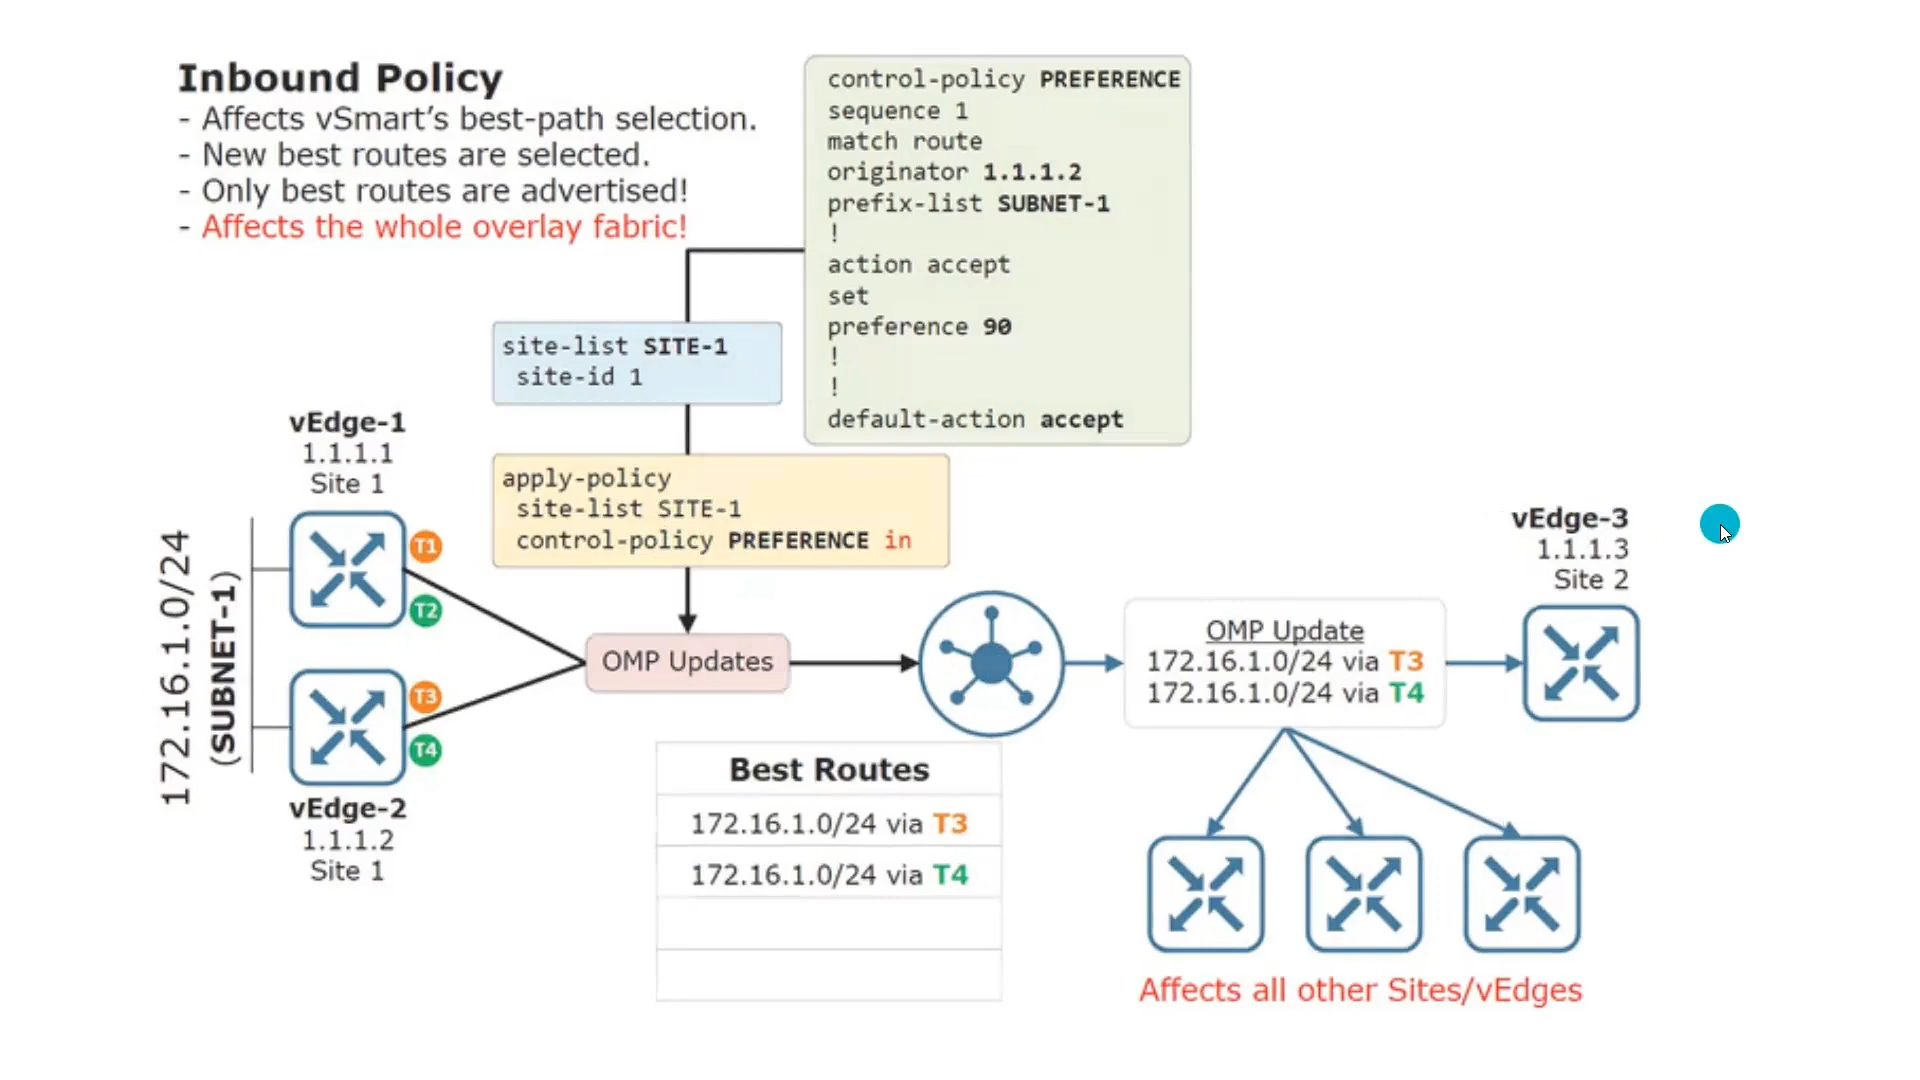 Inbound Policy
- Affects vSmart's best-path selection.
- New best routes are selected.
- Only best routes are advertised!
- Affects the whole overlay fabric!
control-policy PREFERENCE
sequence 1
match route
originator 1.1.1.2
prefix-list SUBNET-1
!
action accept
set
preference 90
!
!
default-action accept
site-list SITE-1
site-id 1
apply-policy
site-list SITE-1
control-policy PREFERENCE in
vEdge-1
1.1.1.1
Site 1
T1
T2
172.16.1.0/24
(SUBNET-1)
T3
T4
vEdge-2
1.1.1.2
Site 1
OMP Updates
Best Routes
172.16.1.0/24 via T3
172.16.1.0/24 via T4
OMP Update
172.16.1.0/24 via T3
172.16.1.0/24 via T4
vEdge-3
1.1.1.3
Site 2
Affects all other Sites/vEdges